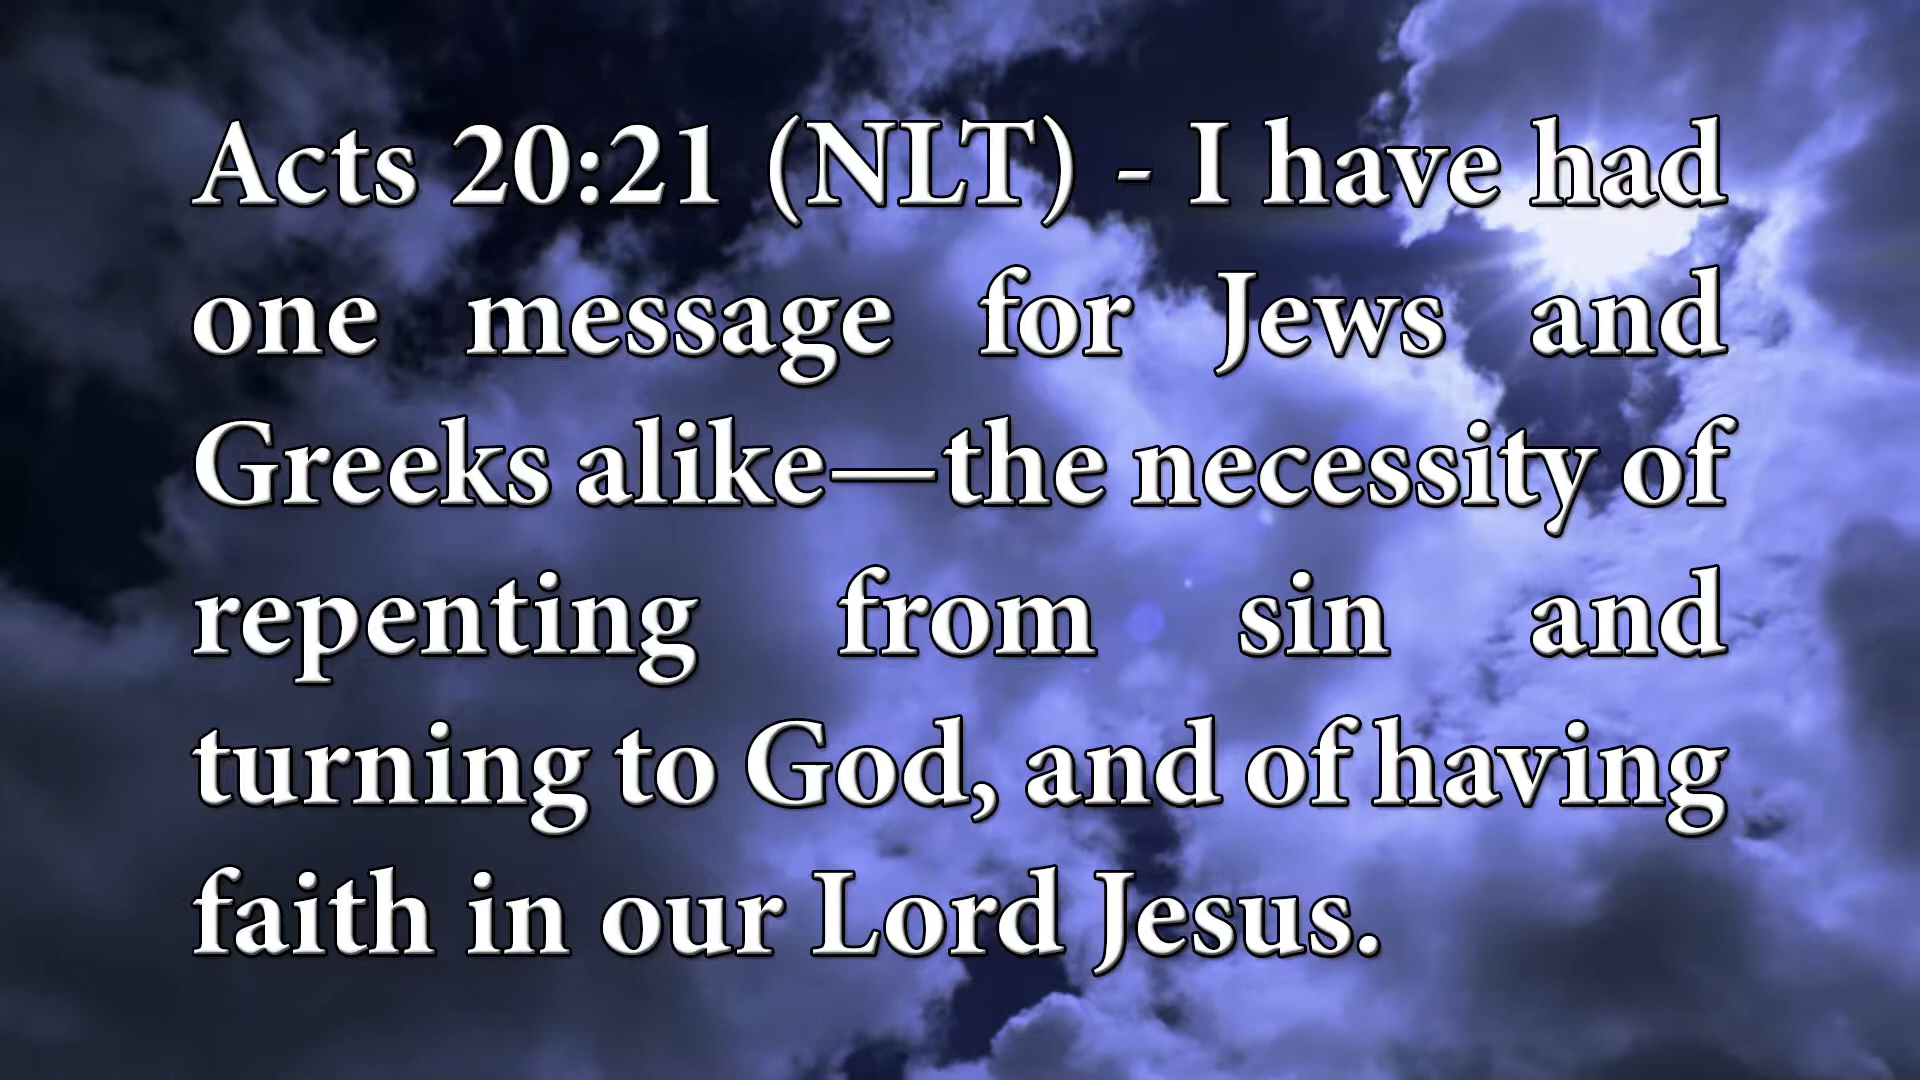 Acts 20:21 (NLT) - I have had
one message for Jews and
Greeks alike—the necessity of
repenting from sin and
turning to God, and of having
faith in our Lord Jesus.